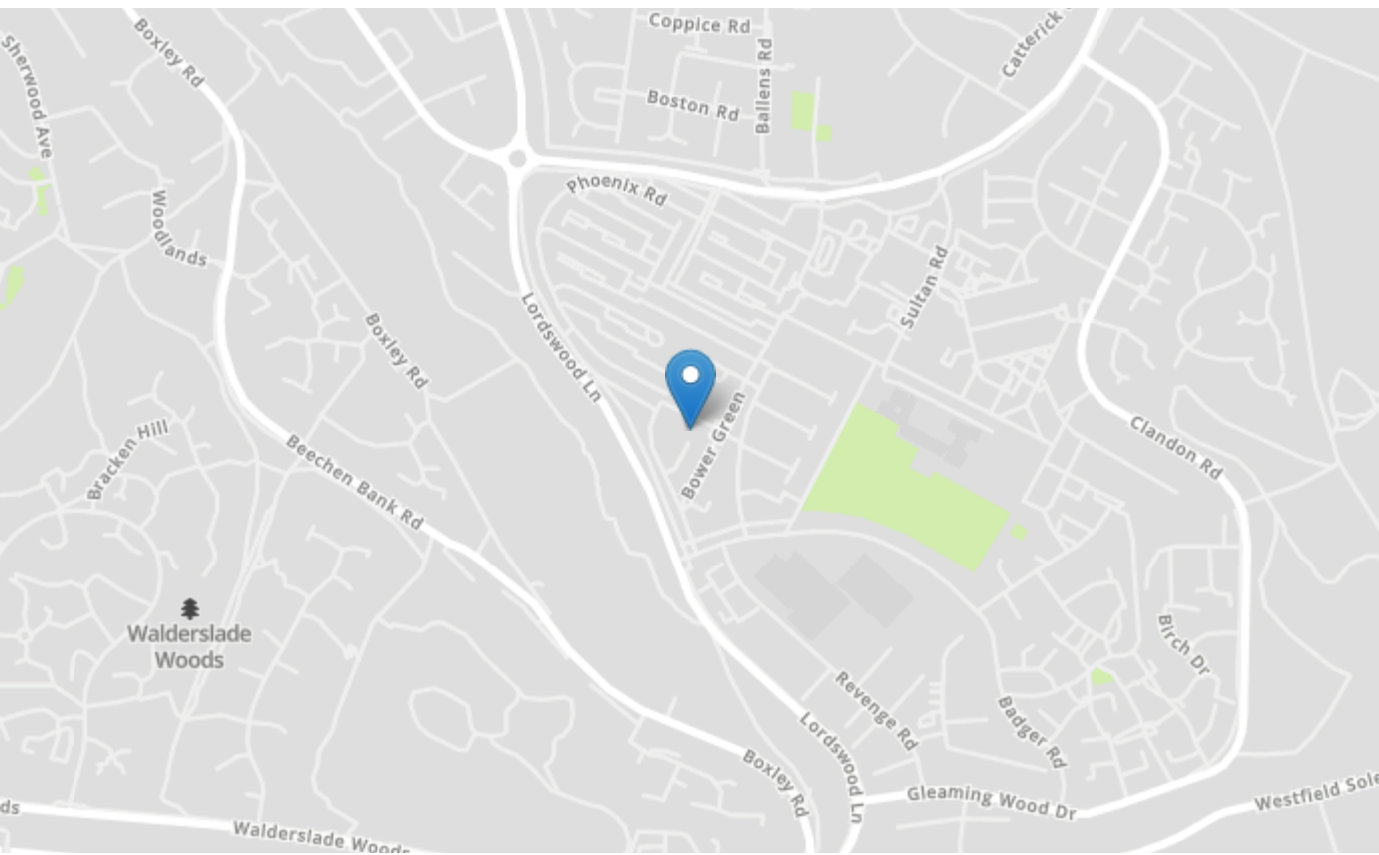 Coppice Rd
Boxley Rd
Catterick
Sherwood Ave
Ballens Rd
Boston Rd
Phoenix Rd
Woodlands
Sultan Rd
Lordswood Ln
Boxley Rd
Bower Green
Bracken Hill
Clandon Rd
Beechen Bank Rd
Walderslade
Woods
Birch Dr
Revenge Rd
Badger Rd
Lordswood Ln
Boxley Rd
Gleaming Wood Dr
Westfield Sole
ds
Walderslade Woods